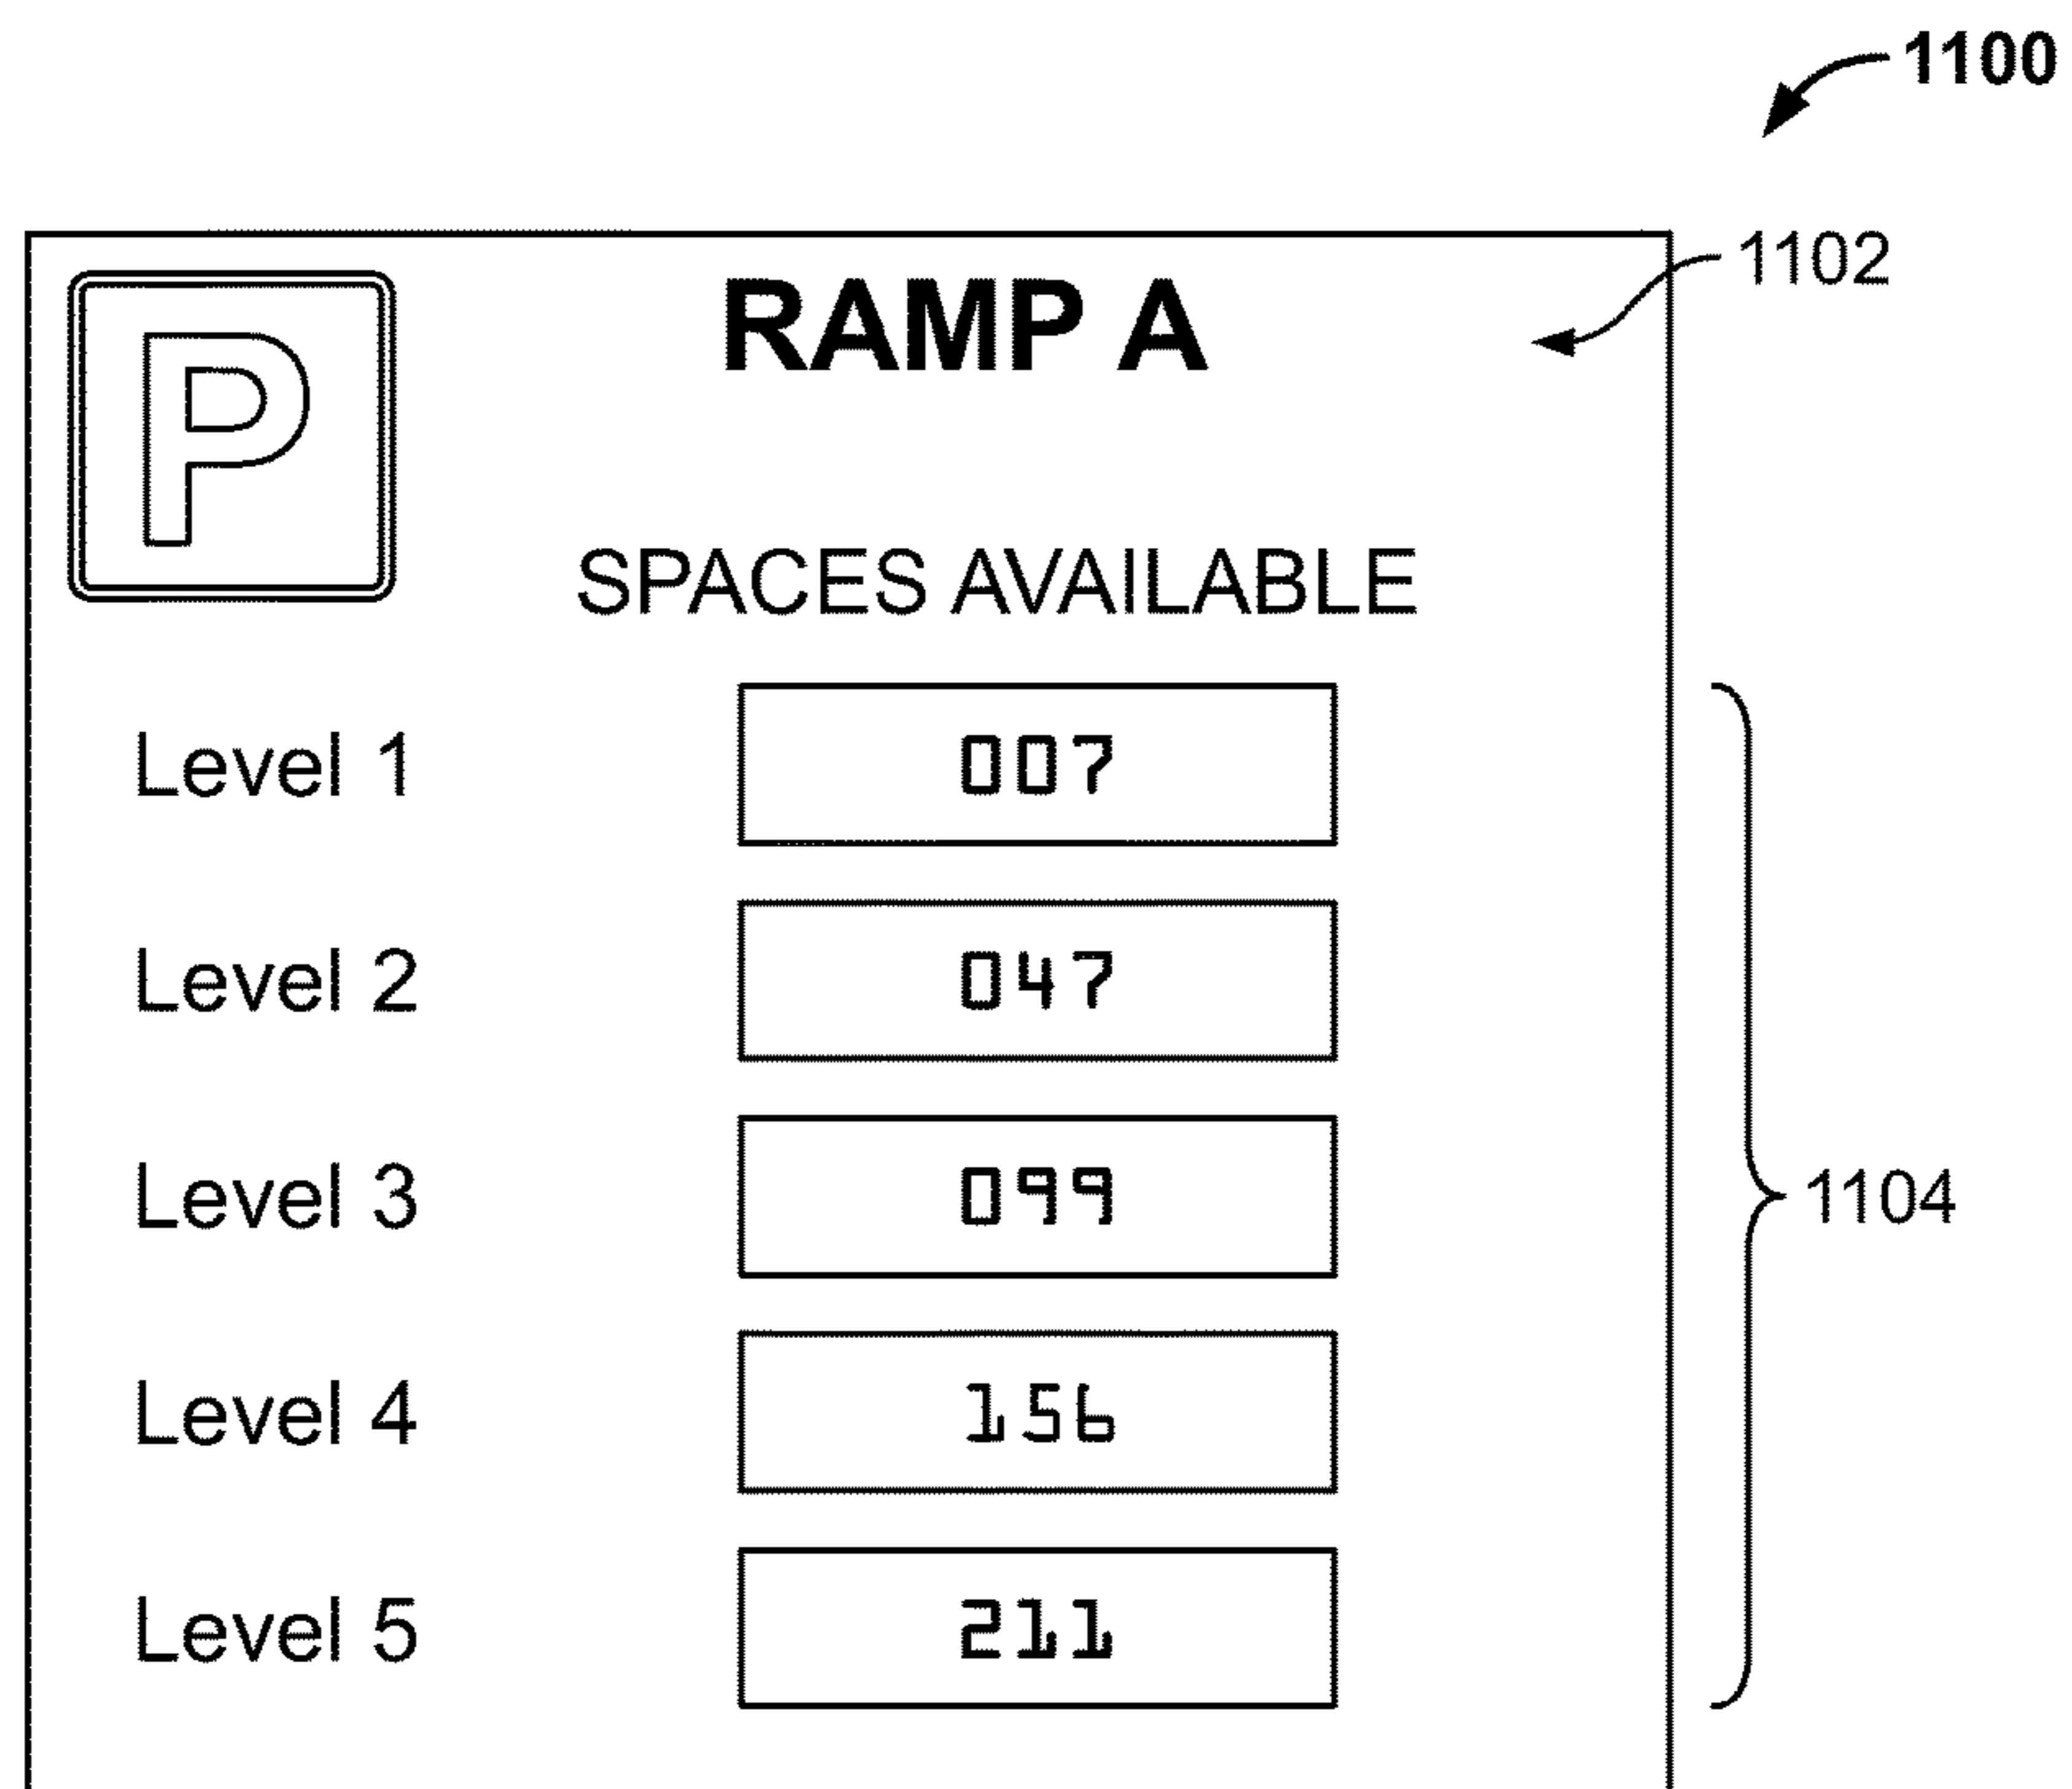 1100
1102
RAMP A
P
SPACES AVAILABLE
Level 1 007
Level 2 047
Level 3 099
1104
Level 4 156
Level 5 211